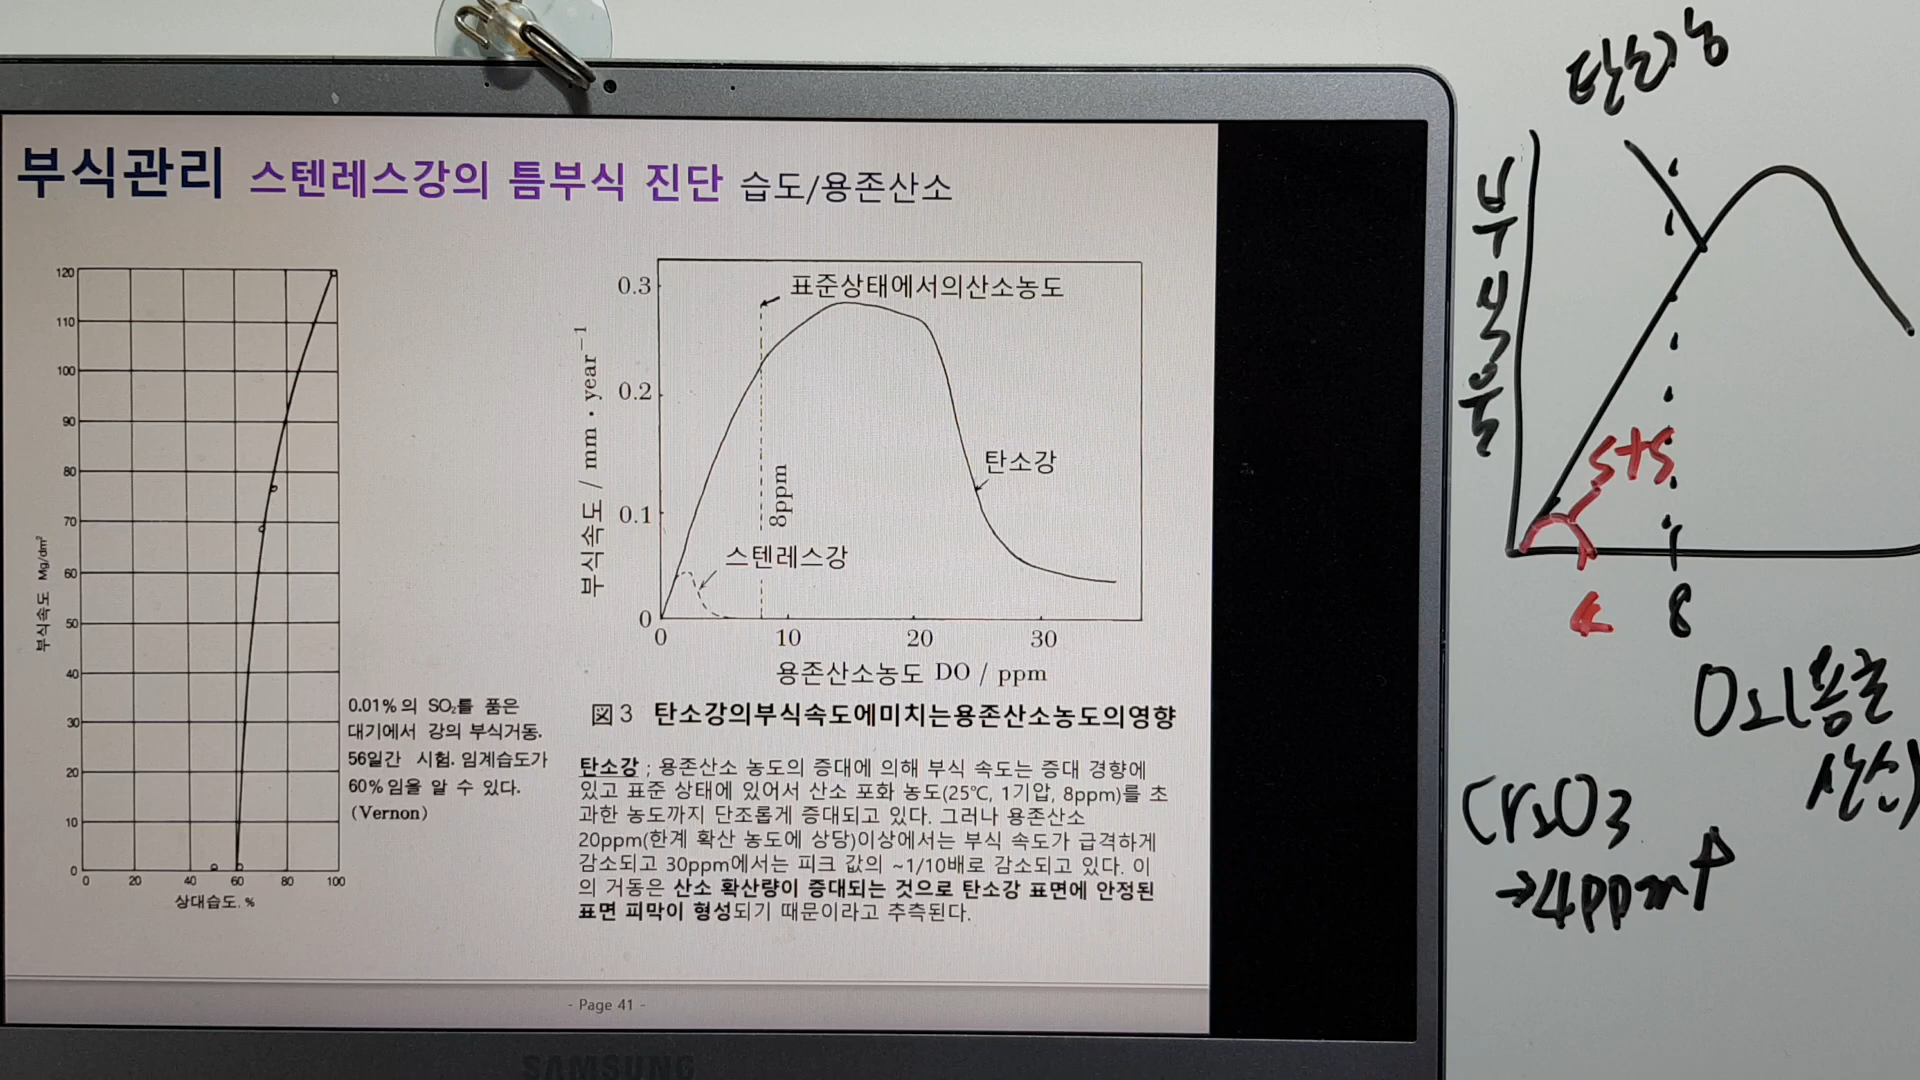 부식관리 스텐레스강의 틈부식 진단 습도/용존산소
120
110
100
90
80
70
60
50
40
30
20
10
0
부식속도 Mg/dm²
0 20 40 60 80 100
상대습도. %
0.01%의 SO₂를 품은
대기에서 강의 부식거동.
56일간 시험. 임계습도가
60%임을 알 수 있다.
(Vernon)
0.3
0.2
0.1
0
부식속도 / mm · year⁻¹
표준상태에서의산소농도
8ppm
탄소강
스텐레스강
0 10 20 30
용존산소농도 DO / ppm
図3 탄소강의부식속도에미치는용존산소농도의영향
탄소강 ; 용존산소 농도의 증대에 의해 부식 속도는 증대 경향에
있고 표준 상태에 있어서 산소 포화 농도(25℃, 1기압, 8ppm)를 초
과한 농도까지 단조롭게 증대되고 있다. 그러나 용존산소
20ppm(한계 확산 농도에 상당)이상에서는 부식 속도가 급격하게
감소되고 30ppm에서는 피크 값의 ~1/10배로 감소되고 있다. 이
의 거동은 산소 확산량이 증대되는 것으로 탄소강 표면에 안정된
표면 피막이 형성되기 때문이라고 추측된다.
- Page 41 -
SAMSUNG
탄소강
부식율
STS
4
8
산소)
→4ppm↑